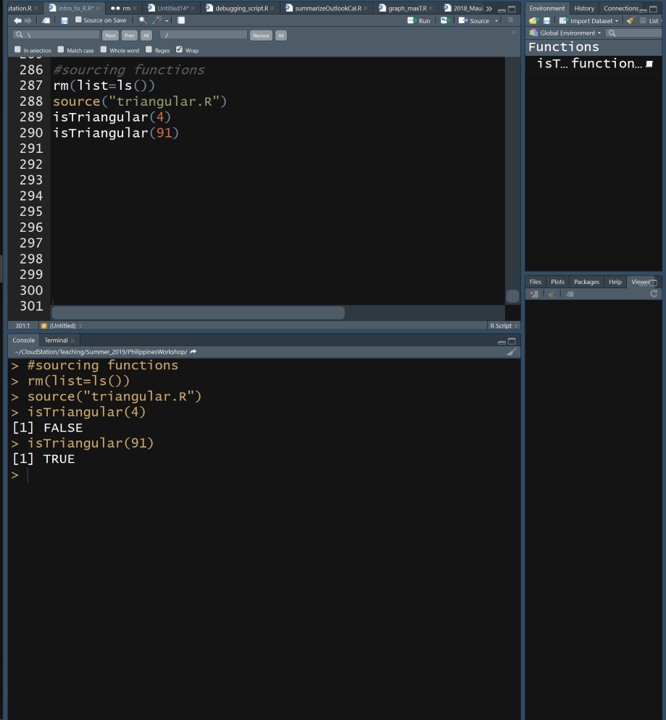 tation.R
Intro_to_R.R*
rm
Untitled14*
debugging_script.R
summarizeOutlookCal.R
graph_maxT.R
2018_Maui
Source on Save
Run
Source
\
Next
Prev
All
/
Replace
All
In selection
Match case
Whole word
Regex
Wrap
286 #sourcing functions
287 rm(list=ls())
288 source("triangular.R")
289 isTriangular(4)
290 isTriangular(91)
291
292
293
294
295
296
297
298
299
300
301
301:1
(Untitled)
R Script
Console
Terminal
~/CloudStation/Teaching/Summer_2019/PhilippinesWorkshop/
> #sourcing functions
> rm(list=ls())
> source("triangular.R")
> isTriangular(4)
[1] FALSE
> isTriangular(91)
[1] TRUE
>
Environment
History
Connections
Import Dataset
List
Global Environment
Functions
isT… function…
Files
Plots
Packages
Help
Viewer